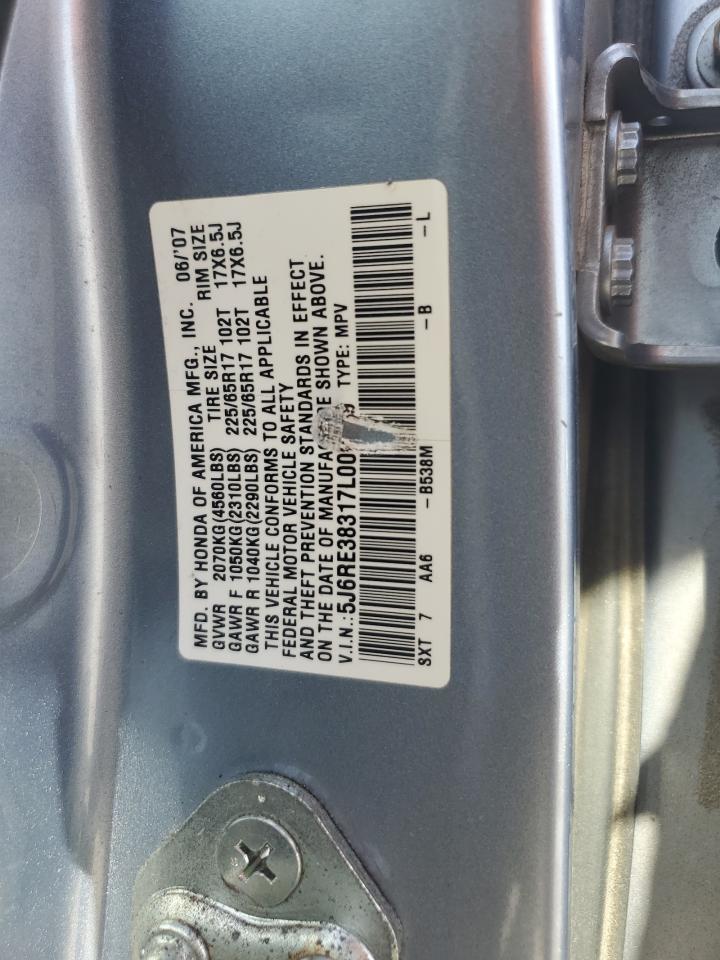 MFD. BY HONDA OF AMERICA MFG., INC. 06/'07
GVWR 2070KG(4560LBS) TIRE SIZE RIM SIZE
GAWR F 1050KG(2310LBS) 225/65R17 102T 17X6.5J
GAWR R 1040KG(2290LBS) 225/65R17 102T 17X6.5J
THIS VEHICLE CONFORMS TO ALL APPLICABLE
FEDERAL MOTOR VEHICLE SAFETY
AND THEFT PREVENTION STANDARDS IN EFFECT
ON THE DATE OF SHOWN ABOVE.
V.I.N.: 5J6RE38317L00 TYPE: MPV
SXT 7 AA6 -B538M -B -L